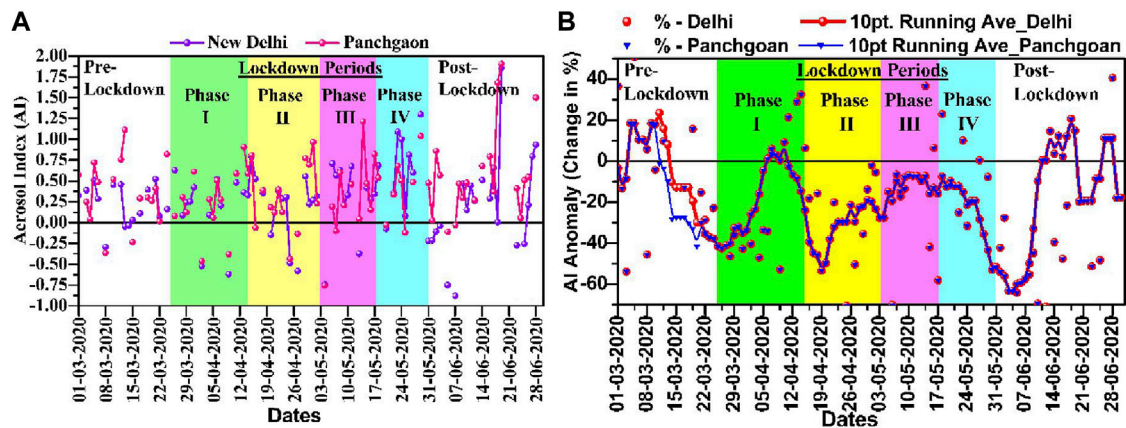 A
New Delhi Panchgaon
Aerosol Index (AI)
2.00
1.75
1.50
1.25
1.00
0.75
0.50
0.25
0.00
-0.25
-0.50
-0.75
-1.00
Pre-
Lockdown
Lockdown Periods
Phase
I
Phase
II
Phase
III
Phase
IV
Post-
Lockdown
01-03-2020
08-03-2020
15-03-2020
22-03-2020
29-03-2020
05-04-2020
12-04-2020
19-04-2020
26-04-2020
03-05-2020
10-05-2020
17-05-2020
24-05-2020
31-05-2020
07-06-2020
14-06-2020
21-06-2020
28-06-2020
Dates
B
% - Delhi 10pt. Running Ave_Delhi
% - Panchgoan 10pt Running Ave_Panchgoan
AI Anomaly (Change in %)
40
20
0
-20
-40
-60
Pre-
Lockdown
Lockdown Periods
Phase
I
Phase
II
Phase
III
Phase
IV
Post-
Lockdown
01-03-2020
08-03-2020
15-03-2020
22-03-2020
29-03-2020
05-04-2020
12-04-2020
19-04-2020
26-04-2020
03-05-2020
10-05-2020
17-05-2020
24-05-2020
31-05-2020
07-06-2020
14-06-2020
21-06-2020
28-06-2020
Dates